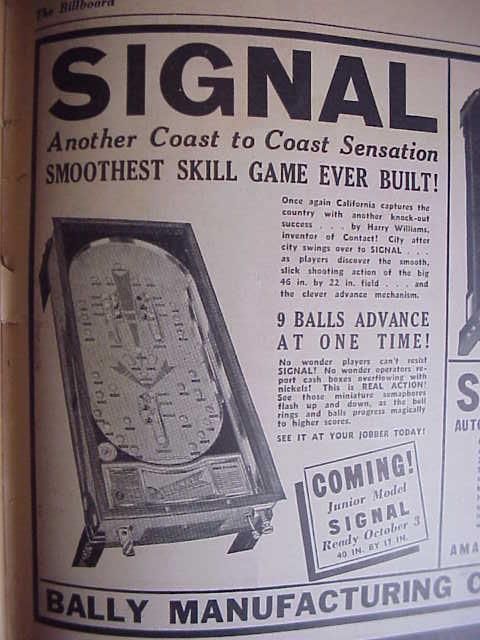 The Billboard
SIGNAL
Another Coast to Coast Sensation
SMOOTHEST SKILL GAME EVER BUILT!
Once again California captures the
country with another knock-out
success . . . by Harry Williams,
inventor of Contact! City after
city swings over to SIGNAL . . .
as players discover the smooth,
slick shooting action of the big
46 in. by 22 in. field . . . and
the clever advance mechanism.
9 BALLS ADVANCE
AT ONE TIME!
No wonder players can't resist
SIGNAL! No wonder operators re-
port cash boxes overflowing with
nickels! This is REAL ACTION!
See those miniature semaphores
flash up and down, as the bell
rings and balls progress magically
to higher scores.
SEE IT AT YOUR JOBBER TODAY!
COMING!
Junior Model
SIGNAL
Ready October 3
40 IN. BY 17 IN.
BALLY MANUFACTURING C
S
AUTO
AMA